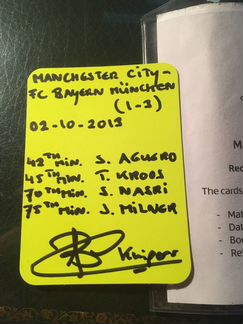 MANCHESTER CITY -
FC BAYERN MÜNCHEN
(1-3)
02-10-2013
42TH MIN. S. AGUERO
45TH MIN. T. KROOS
70TH MIN. S. NASRI
75TH MIN. J. MILNER
Kuipers
The cards